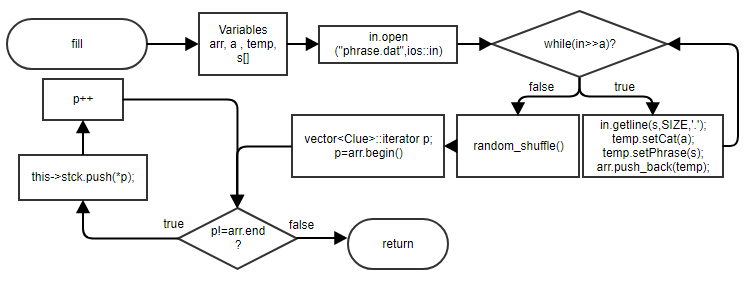 fill
Variables
arr, a , temp,
s[]
in.open
("phrase.dat",ios::in)
while(in>>a)?
false
true
p++
vector<Clue>::iterator p;
p=arr.begin()
random_shuffle()
in.getline(s,SIZE,'.');
temp.setCat(a);
temp.setPhrase(s);
arr.push_back(temp);
this->stck.push(*p);
true
p!=arr.end
?
false
return